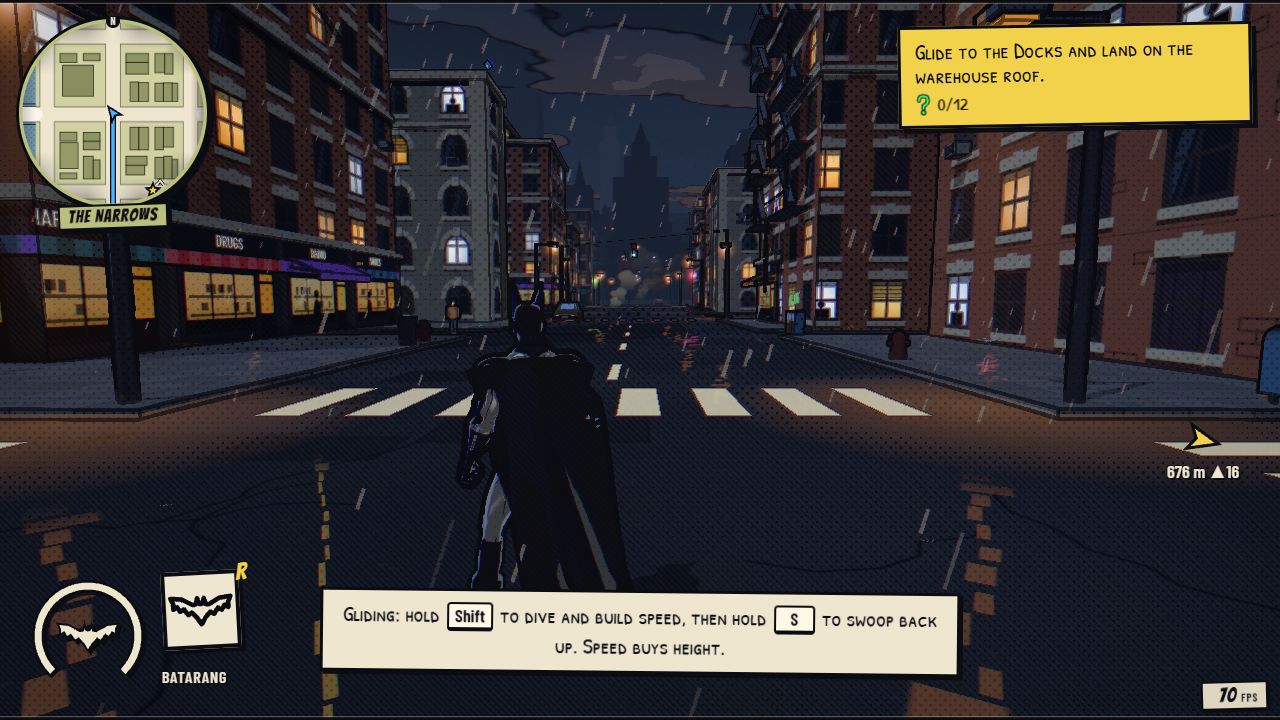 N
THE NARROWS
GLIDE TO THE DOCKS AND LAND ON THE
WAREHOUSE ROOF.
? 0/12
DRUGS
RADIO
676 m ▲16
R
BATARANG
GLIDING: HOLD Shift TO DIVE AND BUILD SPEED, THEN HOLD S TO SWOOP BACK
UP. SPEED BUYS HEIGHT.
70 FPS